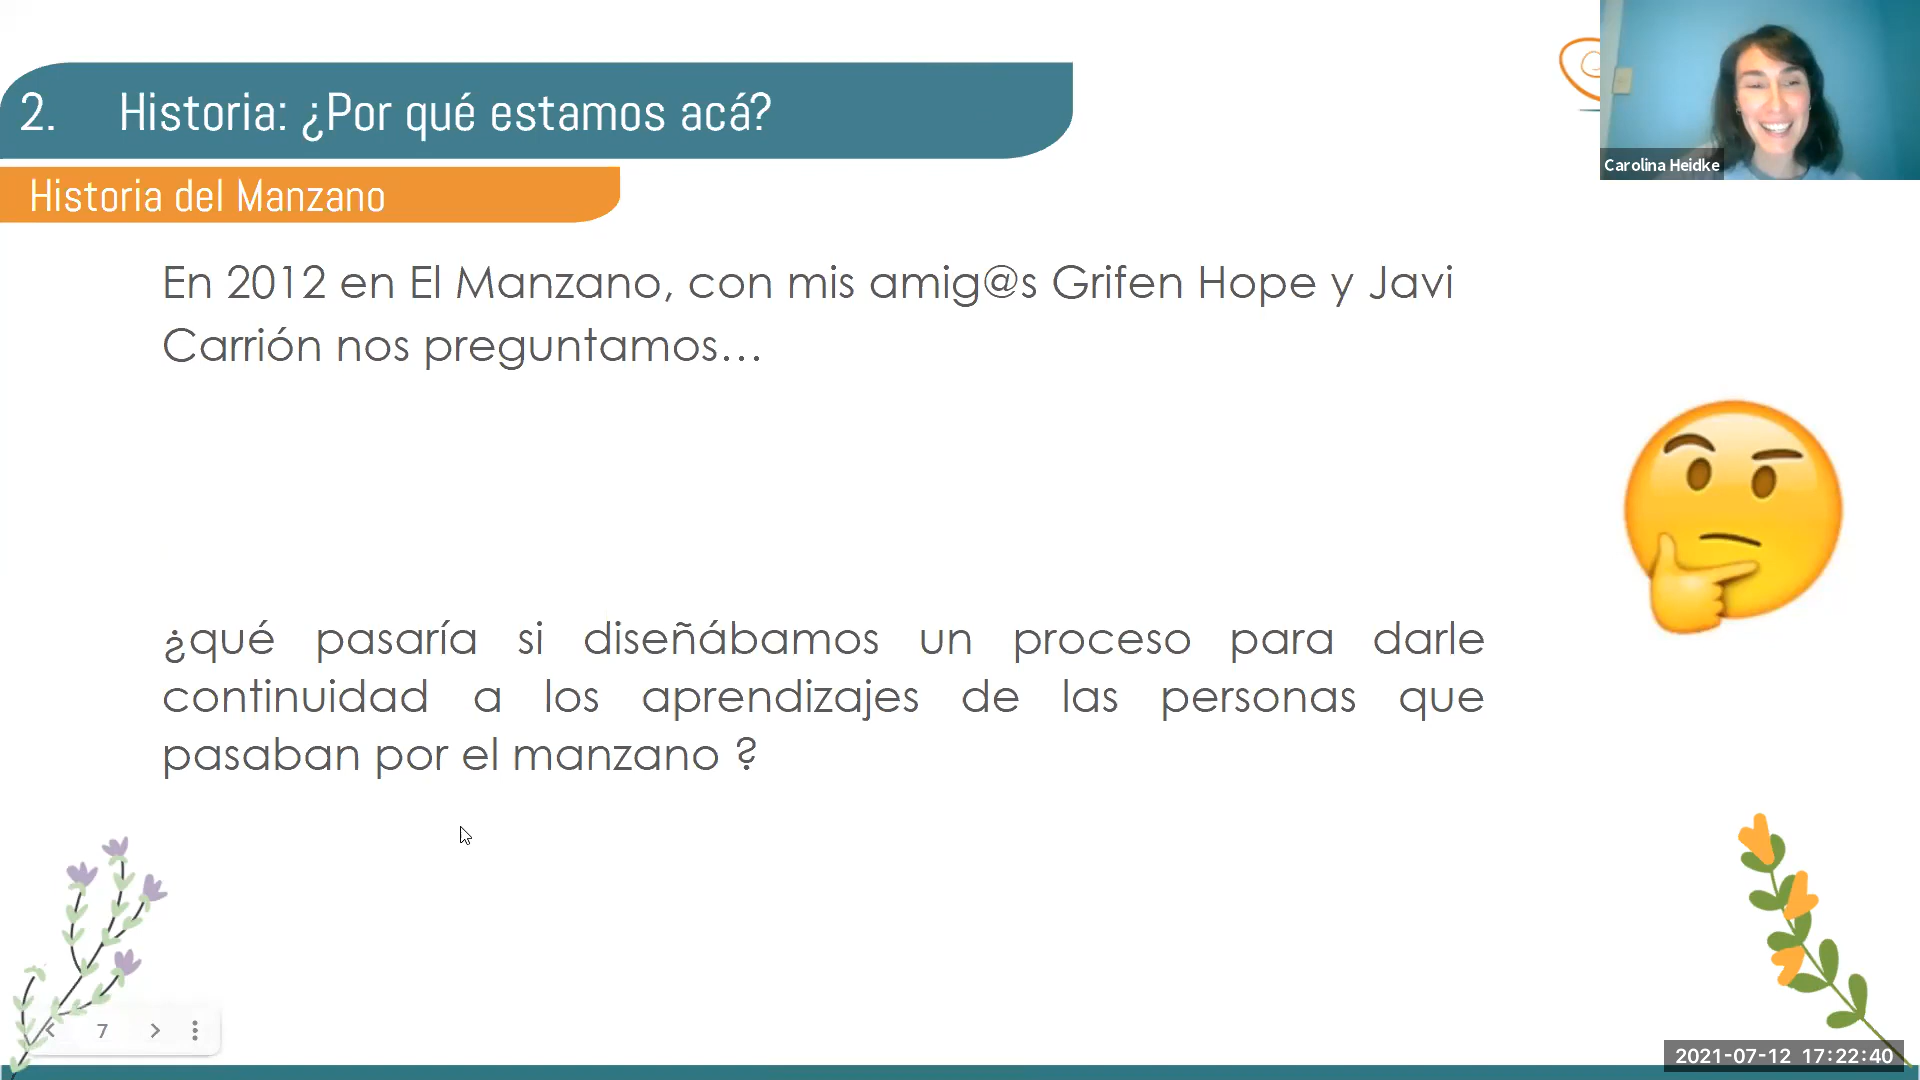 2. Historia: ¿Por qué estamos acá?
Carolina Heidke
Historia del Manzano
En 2012 en El Manzano, con mis amig@s Grifen Hope y Javi
Carrión nos preguntamos...
¿qué pasaría si diseñábamos un proceso para darle
continuidad a los aprendizajes de las personas que
pasaban por el manzano ?
7
2021-07-12 17:22:40